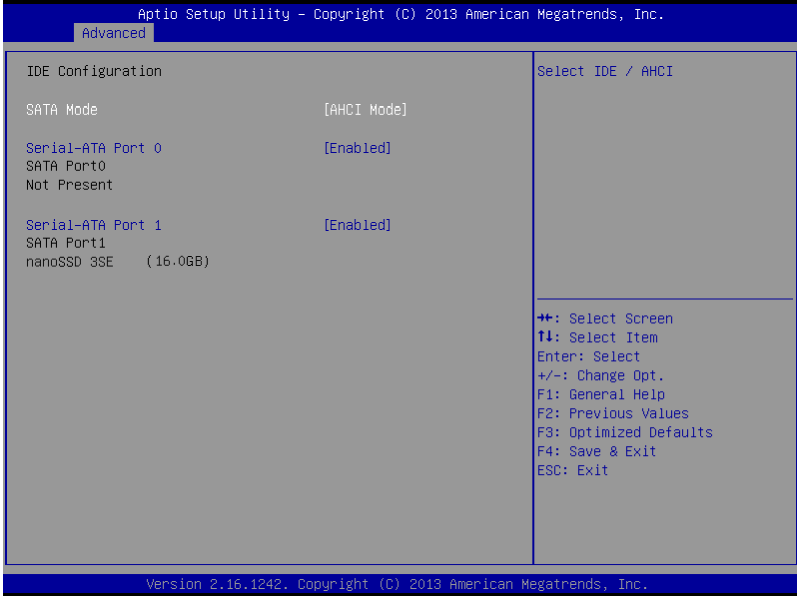 Aptio Setup Utility – Copyright (C) 2013 American Megatrends, Inc.
Advanced
IDE Configuration
SATA Mode [AHCI Mode]
Serial-ATA Port 0 [Enabled]
SATA Port0
Not Present
Serial-ATA Port 1 [Enabled]
SATA Port1
nanoSSD 3SE (16.0GB)
Select IDE / AHCI
→←: Select Screen
↑↓: Select Item
Enter: Select
+/-: Change Opt.
F1: General Help
F2: Previous Values
F3: Optimized Defaults
F4: Save & Exit
ESC: Exit
Version 2.16.1242. Copyright (C) 2013 American Megatrends, Inc.